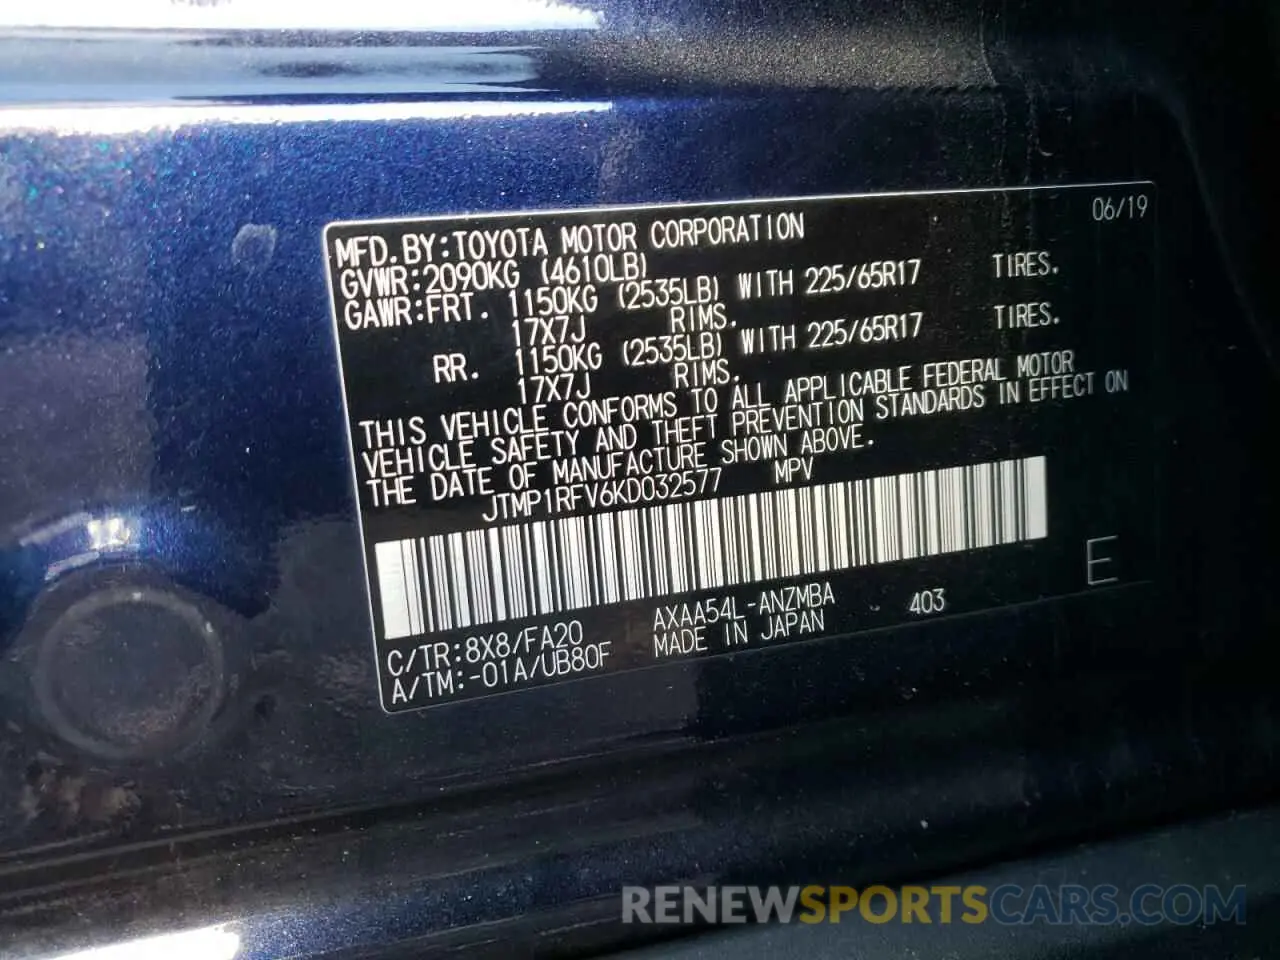 06/19
MFD.BY:TOYOTA MOTOR CORPORATION
GVWR:2090KG (4610LB)
GAWR:FRT. 1150KG (2535LB) WITH 225/65R17 TIRES.
17X7J RIMS.
RR. 1150KG (2535LB) WITH 225/65R17 TIRES.
17X7J RIMS.
THIS VEHICLE CONFORMS TO ALL APPLICABLE FEDERAL MOTOR
VEHICLE SAFETY AND THEFT PREVENTION STANDARDS IN EFFECT ON
THE DATE OF MANUFACTURE SHOWN ABOVE.
JTMP1RFV6KD032577 MPV
E
C/TR:8X8/FA20 AXAA54L-ANZMBA 403
A/TM:-01A/UB80F MADE IN JAPAN
RENEWSPORTSCARS.COM